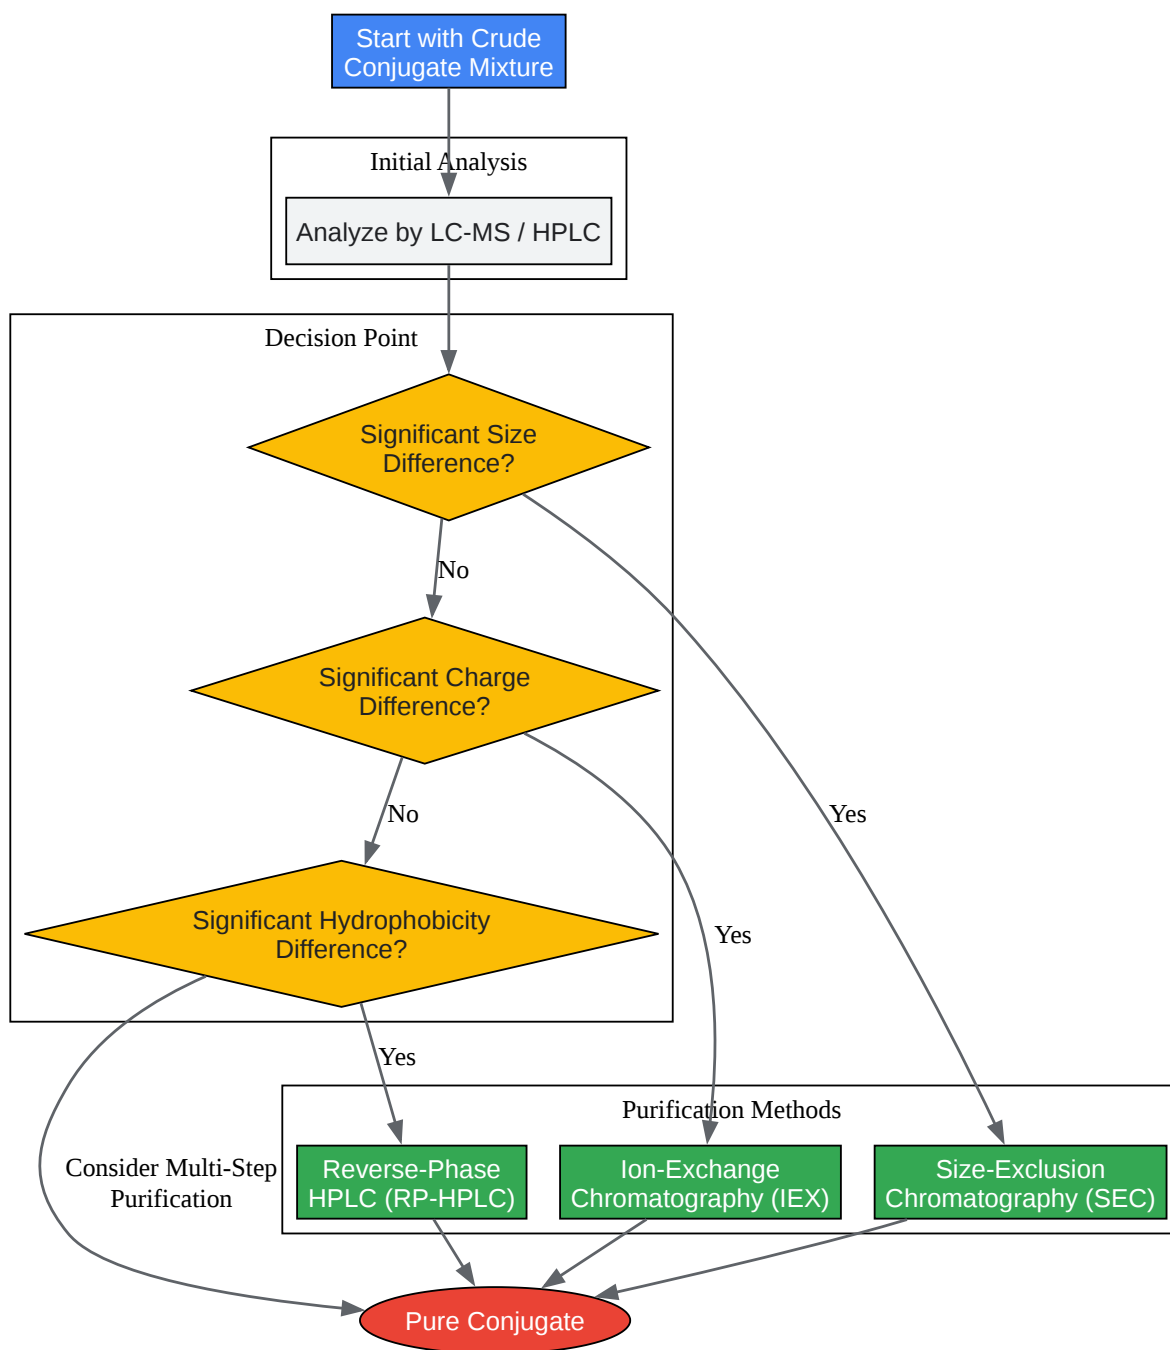 Start with Crude
Conjugate Mixture
Initial Analysis
Analyze by LC-MS / HPLC
Decision Point
Significant Size
Difference?
No
Significant Charge
Difference?
No
Yes
Significant Hydrophobicity
Difference?
Yes
Yes
Purification Methods
Consider Multi-Step
Purification
Reverse-Phase
HPLC (RP-HPLC)
Ion-Exchange
Chromatography (IEX)
Size-Exclusion
Chromatography (SEC)
Pure Conjugate